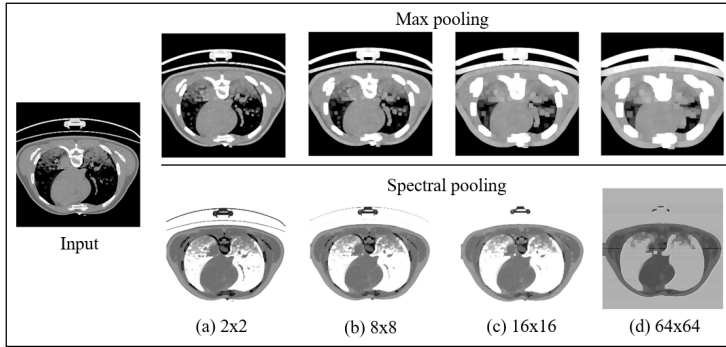 Max pooling
Spectral pooling
Input
(a) 2x2
(b) 8x8
(c) 16x16
(d) 64x64